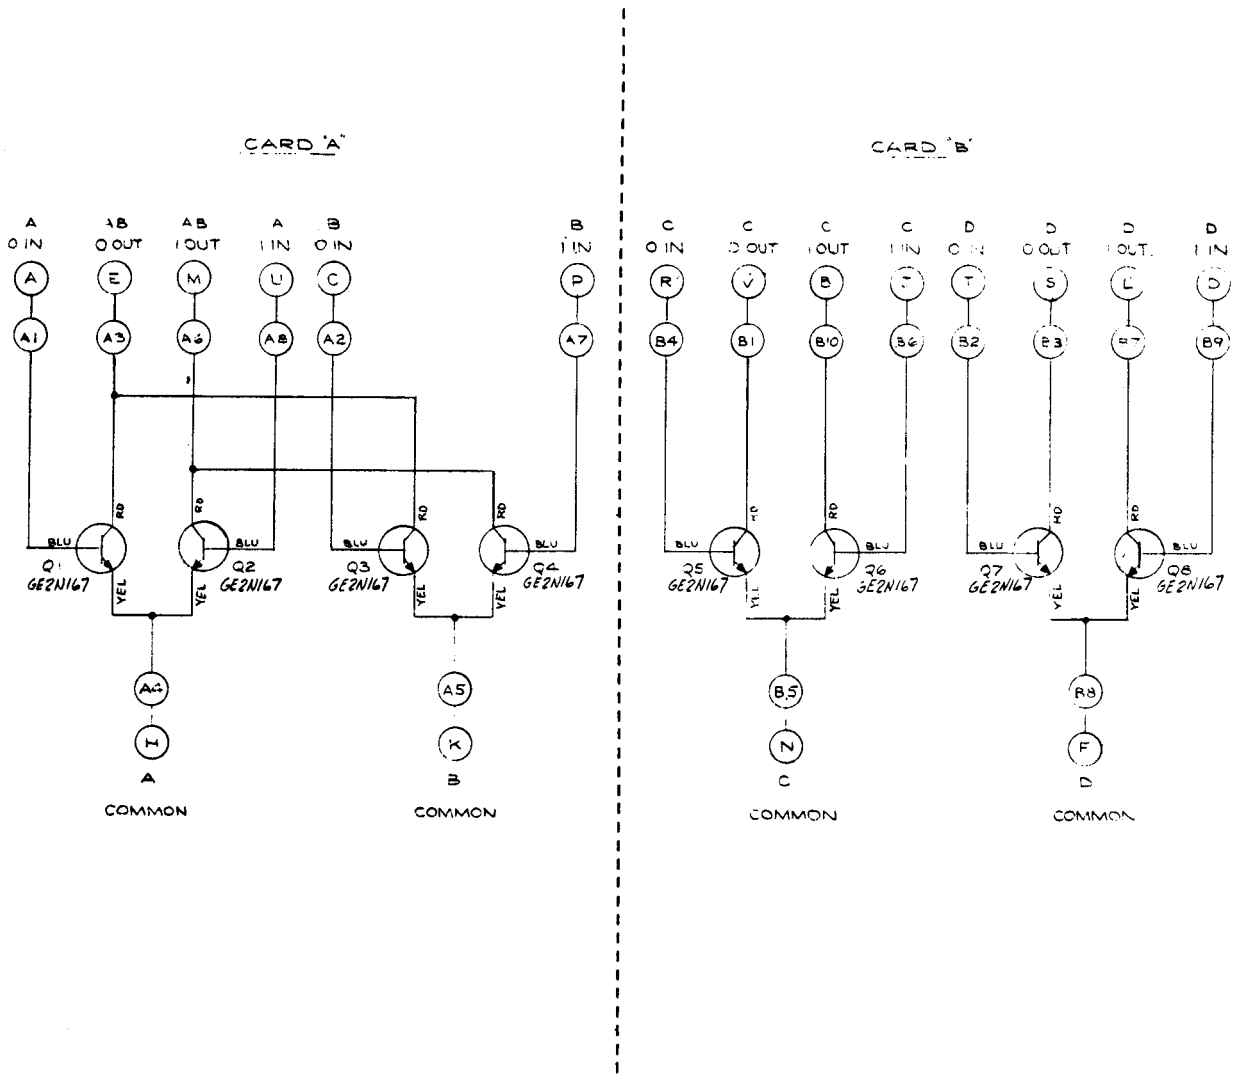 CARD "A"
CARD "B"
A AB AB A B B
0 IN 0 OUT 1 OUT 1 IN 0 IN 1 IN
A E M U C P
A1 A3 A6 A8 A2 A7
C C C C D D D D
0 IN 0 OUT 1 OUT 1 IN 0 IN 0 OUT 1 OUT. 1 IN
R V B J T S L D
B4 B1 B10 B6 B2 B3 B7 B9
RD RD RD RD RD RD RD RD
BLU BLU BLU BLU BLU BLU BLU BLU
Q1 Q2 Q3 Q4 Q5 Q6 Q7 Q8
GE2N167 GE2N167 GE2N167 GE2N167 GE2N167 GE2N167 GE2N167 GE2N167
YEL YEL YEL YEL YEL YEL YEL YEL
A4 A5 B5 B8
H K N F
A B C D
COMMON COMMON COMMON COMMON